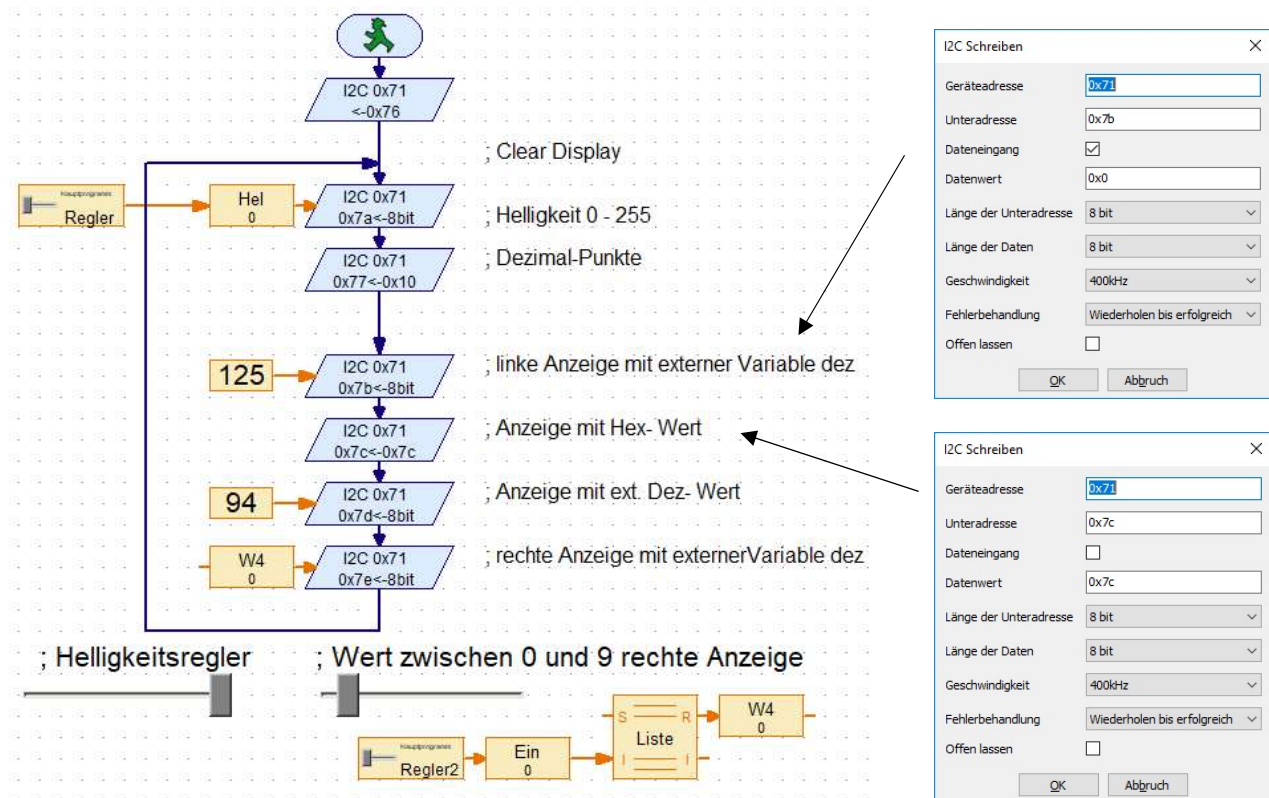 I2C 0x71
<-0x76
; Clear Display
Hauptprogramm
Regler
Hel
0
I2C 0x71
0x7a<-8bit
; Helligkeit 0 - 255
I2C 0x71
0x77<-0x10
; Dezimal-Punkte
125
I2C 0x71
0x7b<-8bit
; linke Anzeige mit externer Variable dez
I2C 0x71
0x7c<-0x7c
; Anzeige mit Hex- Wert
94
I2C 0x71
0x7d<-8bit
; Anzeige mit ext. Dez- Wert
W4
0
I2C 0x71
0x7e<-8bit
; rechte Anzeige mit externerVariable dez
; Helligkeitsregler
; Wert zwischen 0 und 9 rechte Anzeige
Hauptprogramm
Regler2
Ein
0
S R
Liste
I I
W4
0
I2C Schreiben
Geräteadresse 0x71
Unteradresse 0x7b
Dateneingang
Datenwert 0x0
Länge der Unteradresse 8 bit
Länge der Daten 8 bit
Geschwindigkeit 400kHz
Fehlerbehandlung Wiederholen bis erfolgreich
Offen lassen
OK Abbruch
I2C Schreiben
Geräteadresse 0x71
Unteradresse 0x7c
Dateneingang
Datenwert 0x7c
Länge der Unteradresse 8 bit
Länge der Daten 8 bit
Geschwindigkeit 400kHz
Fehlerbehandlung Wiederholen bis erfolgreich
Offen lassen
OK Abbruch